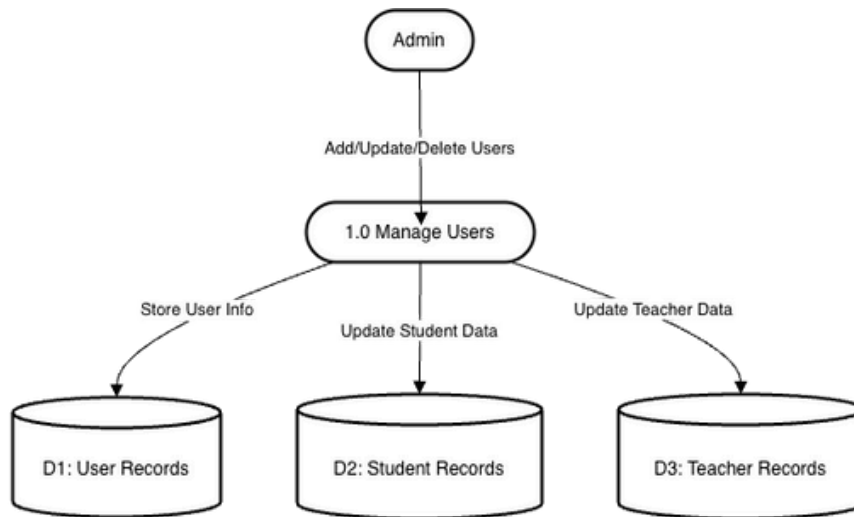 Admin
Add/Update/Delete Users
1.0 Manage Users
Store User Info
Update Student Data
Update Teacher Data
D1: User Records
D2: Student Records
D3: Teacher Records